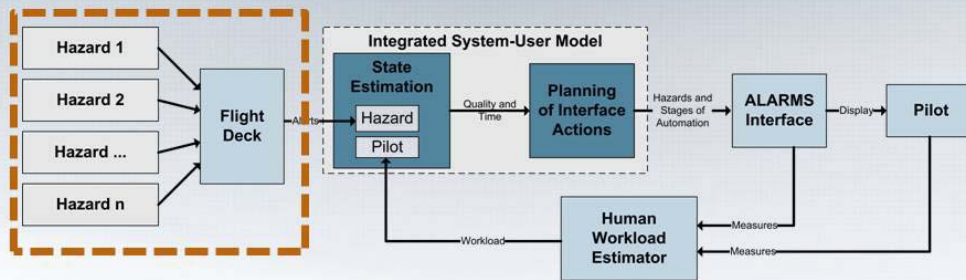 Hazard 1
Hazard 2
Hazard ...
Hazard n
Flight
Deck
Alerts
Integrated System-User Model
State
Estimation
Hazard
Pilot
Quality and
Time
Planning
of Interface
Actions
Hazards and
Stages of
Automation
ALARMS
Interface
Display
Pilot
Human
Workload
Estimator
Measures
Measures
Workload